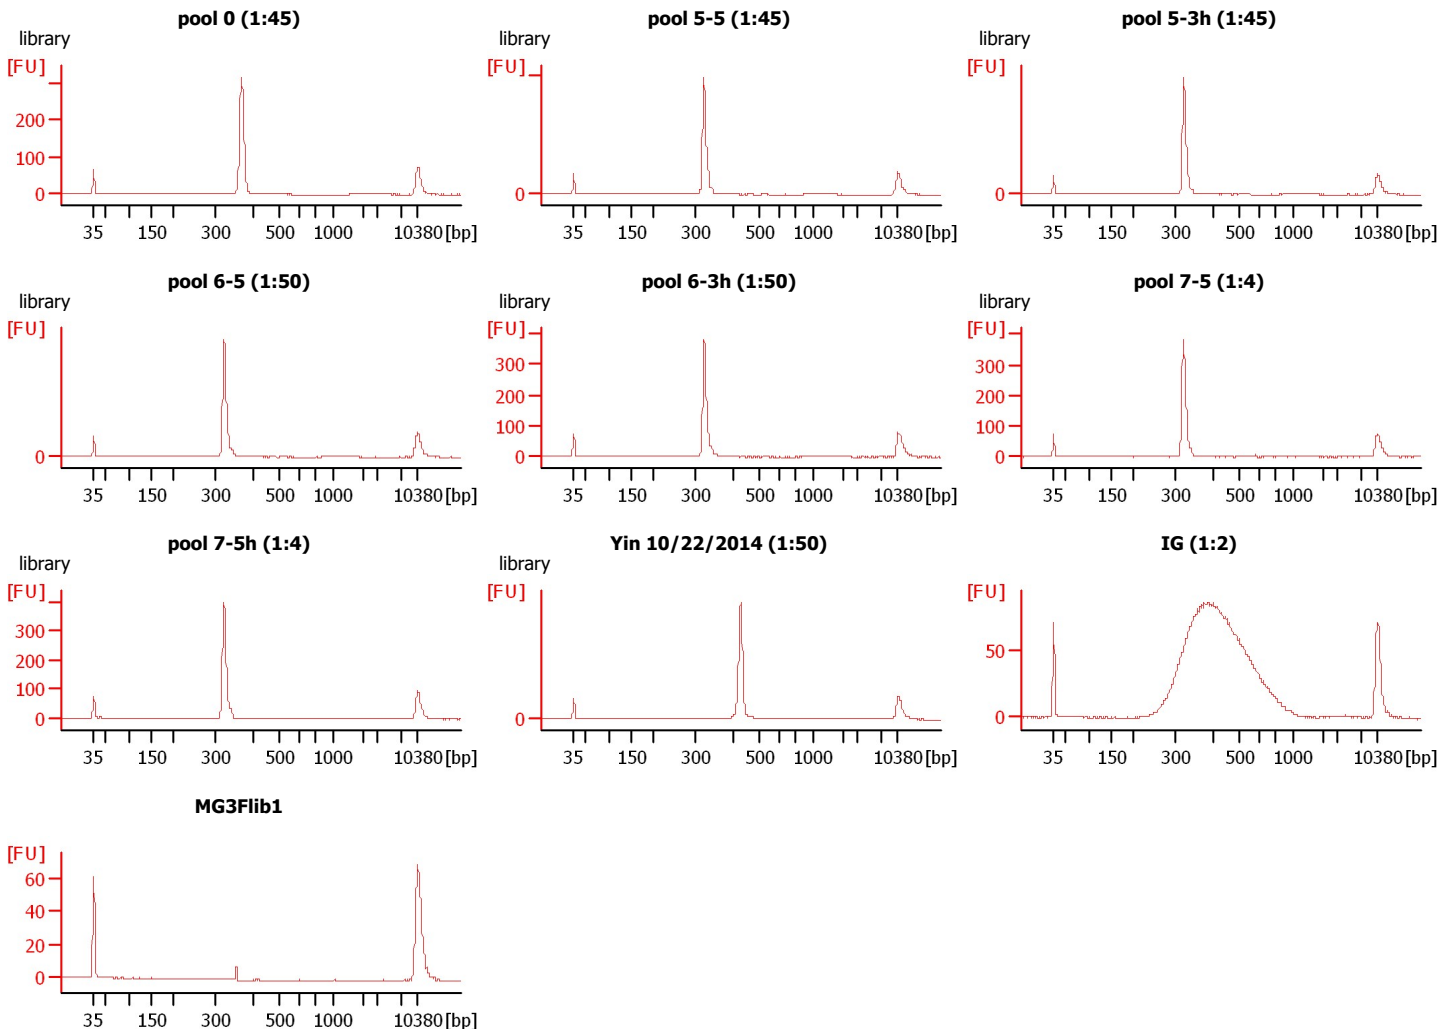 pool 0 (1:45)
library
[FU]
200
100
0
35 150 300 500 1000 10380 [bp]
pool 5-5 (1:45)
library
[FU]
0
35 150 300 500 1000 10380 [bp]
pool 5-3h (1:45)
library
[FU]
0
35 150 300 500 1000 10380 [bp]
pool 6-5 (1:50)
library
[FU]
0
35 150 300 500 1000 10380 [bp]
pool 6-3h (1:50)
library
[FU]
300
200
100
0
35 150 300 500 1000 10380 [bp]
pool 7-5 (1:4)
library
[FU]
300
200
100
0
35 150 300 500 1000 10380 [bp]
pool 7-5h (1:4)
library
[FU]
300
200
100
0
35 150 300 500 1000 10380 [bp]
Yin 10/22/2014 (1:50)
library
[FU]
0
35 150 300 500 1000 10380 [bp]
IG (1:2)
[FU]
50
0
35 150 300 500 1000 10380 [bp]
MG3Flib1
[FU]
60
40
20
0
35 150 300 500 1000 10380 [bp]